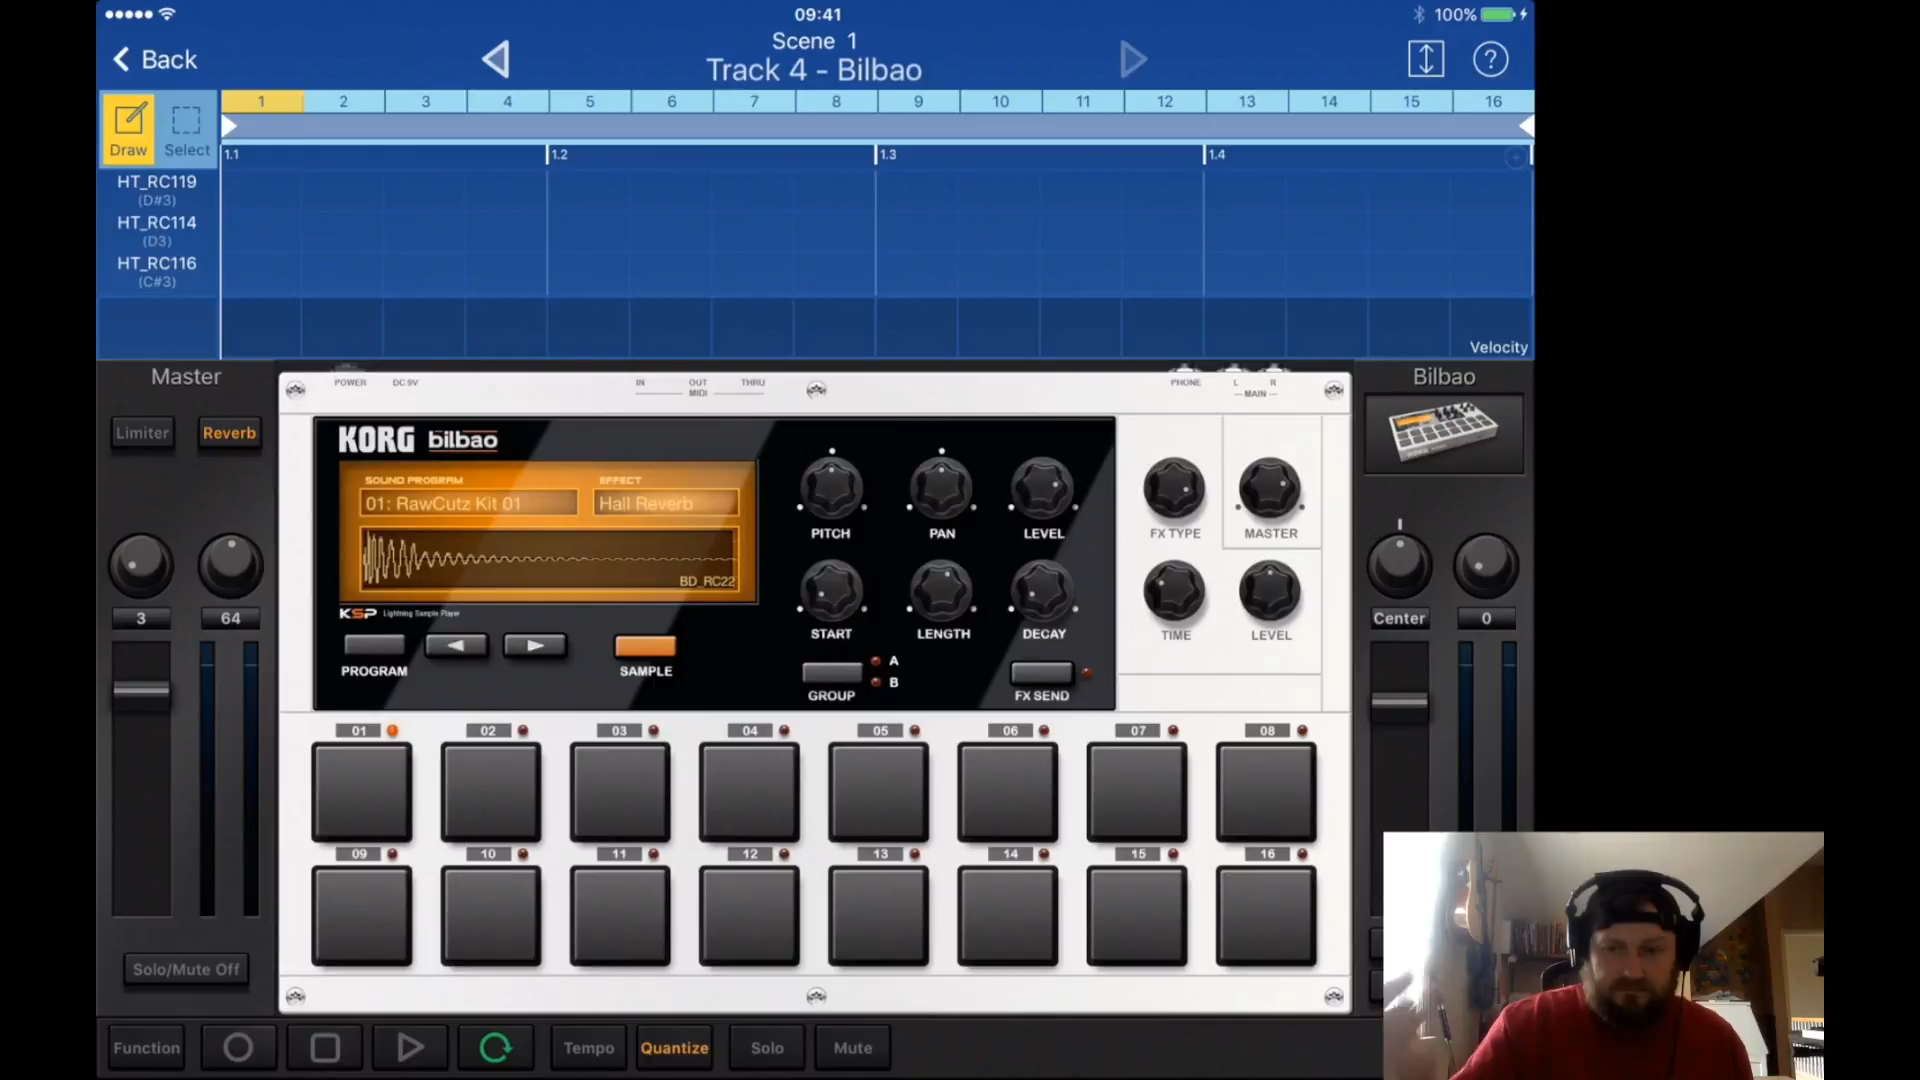 09:41
100%
Back
Scene 1
Track 4 - Bilbao
?
Draw
Select
1 2 3 4 5 6 7 8 9 10 11 12 13 14 15 16
1.1 1.2 1.3 1.4
HT_RC119
(D#3)
HT_RC114
(D3)
HT_RC116
(C#3)
Velocity
Master
Limiter
Reverb
3
64
Solo/Mute Off
POWER
DC 9V
IN
OUT
THRU
MIDI
PHONE
L
R
MAIN
KORG bilbao
SOUND PROGRAM
EFFECT
01: RawCutz Kit 01
Hall Reverb
BD_RC22
KSP Lightning Sample Player
PROGRAM
SAMPLE
PITCH
PAN
LEVEL
START
LENGTH
DECAY
GROUP
A
B
FX SEND
FX TYPE
MASTER
TIME
LEVEL
01 02 03 04 05 06 07 08
09 10 11 12 13 14 15 16
Bilbao
Center
0
Function
Tempo
Quantize
Solo
Mute